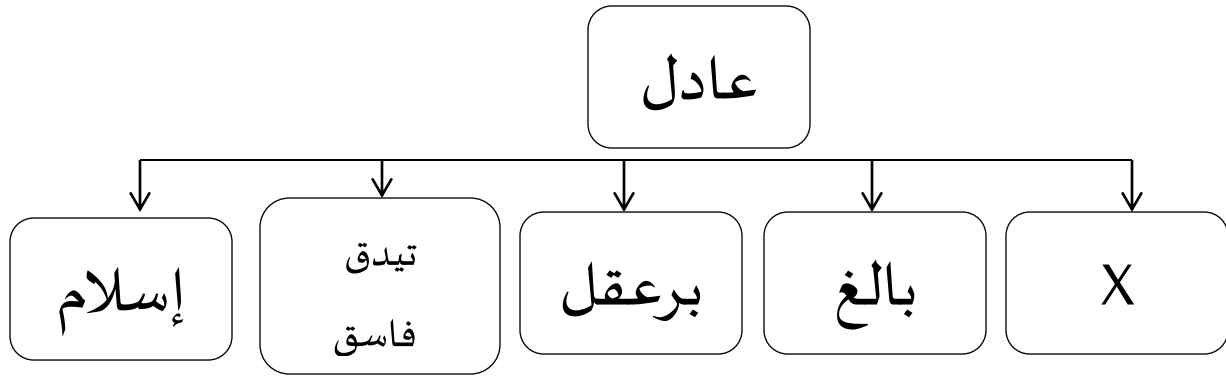 عادل
X
بالغ
برعقل
تيدق
فاسق
إسلام